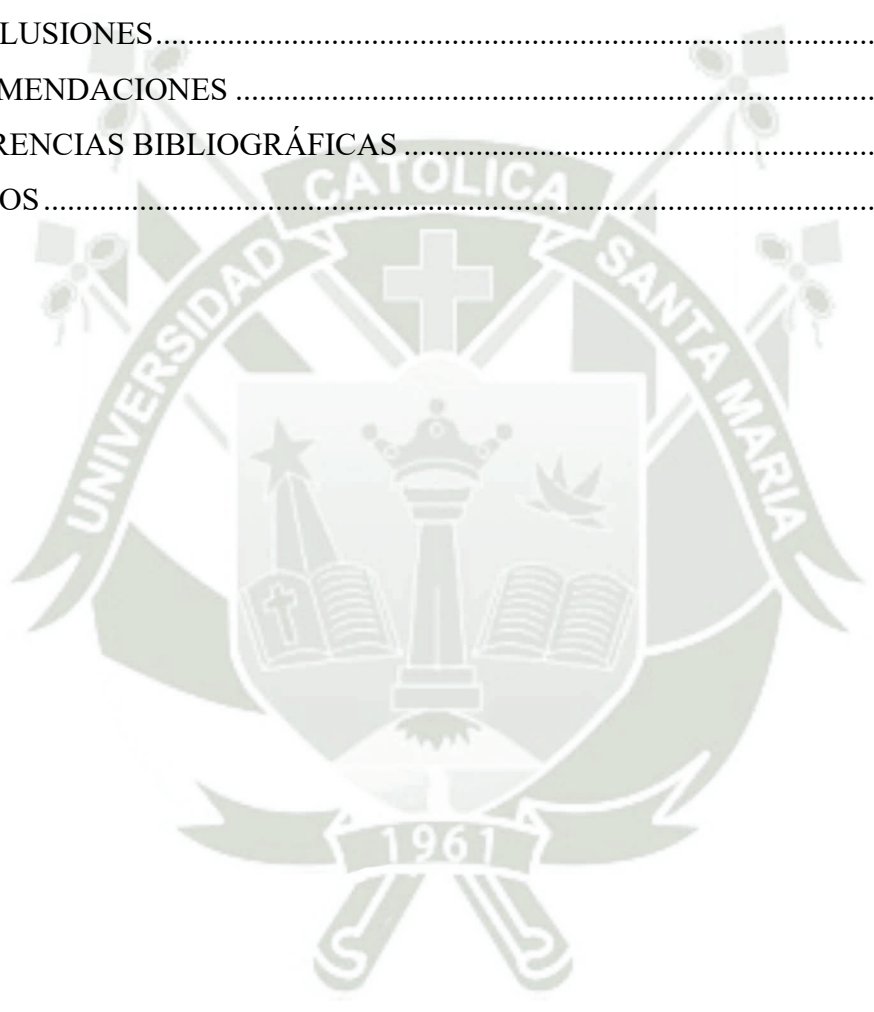 LUSIONES..........................................................................................
MENDACIONES ................................................................................
RENCIAS BIBLIOGRÁFICAS ...........................................................
OS........................................................................................................
UNIVERSIDAD CATOLICA SANTA MARIA
1961